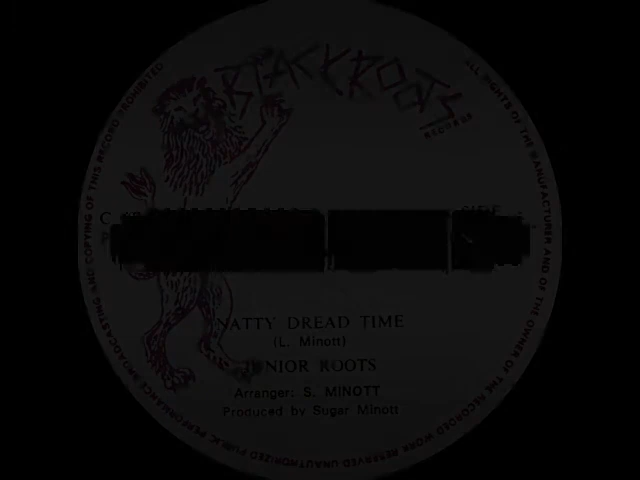 BLACKROOTS
RECORDS
ALL RIGHTS OF THE MANUFACTURER AND OF THE OWNER OF THE RECORDED WORK RESERVED UNAUTHORIZED PUBLIC PERFORMANCE BROADCASTING AND COPYING OF THIS RECORD PROHIBITED
SIDE
NATTY DREAD TIME
(L. Minott)
JUNIOR ROOTS
Arranger: S. MINOTT
Produced by Sugar Minott